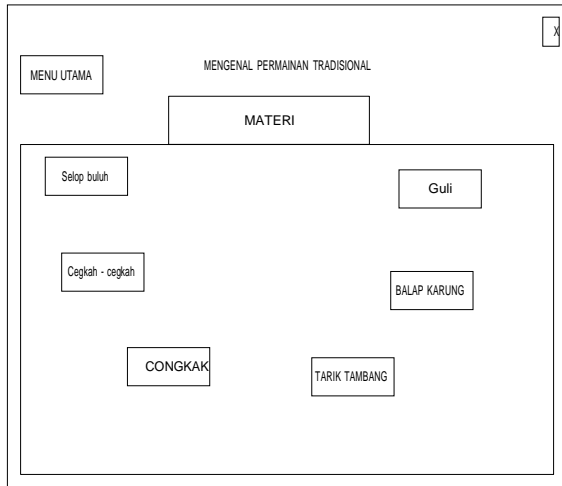 X
MENGENAL PERMAINAN TRADISIONAL
MENU UTAMA
MATERI
Selop buluh
Guli
Cegkah - cegkah
BALAP KARUNG
CONGKAK
TARIK TAMBANG